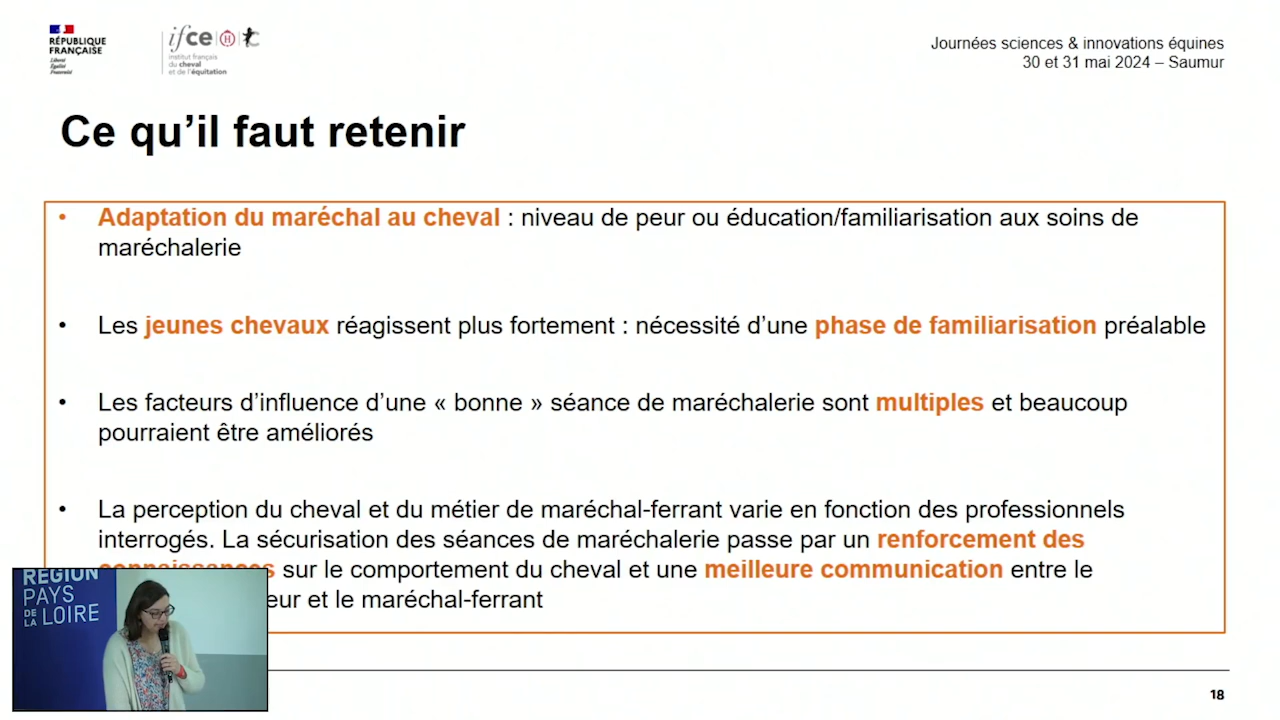 RÉPUBLIQUE
FRANÇAISE
Liberté
Égalité
Fraternité
ifce
institut français
du cheval
et de l'équitation
Journées sciences & innovations équines
30 et 31 mai 2024 – Saumur
Ce qu'il faut retenir
• Adaptation du maréchal au cheval : niveau de peur ou éducation/familiarisation aux soins de
maréchalerie
• Les jeunes chevaux réagissent plus fortement : nécessité d'une phase de familiarisation préalable
• Les facteurs d'influence d'une « bonne » séance de maréchalerie sont multiples et beaucoup
pourraient être améliorés
• La perception du cheval et du métier de maréchal-ferrant varie en fonction des professionnels
interrogés. La sécurisation des séances de maréchalerie passe par un renforcement des
connaissances sur le comportement du cheval et une meilleure communication entre le
eur et le maréchal-ferrant
RÉGION
PAYS
DE LA LOIRE
18